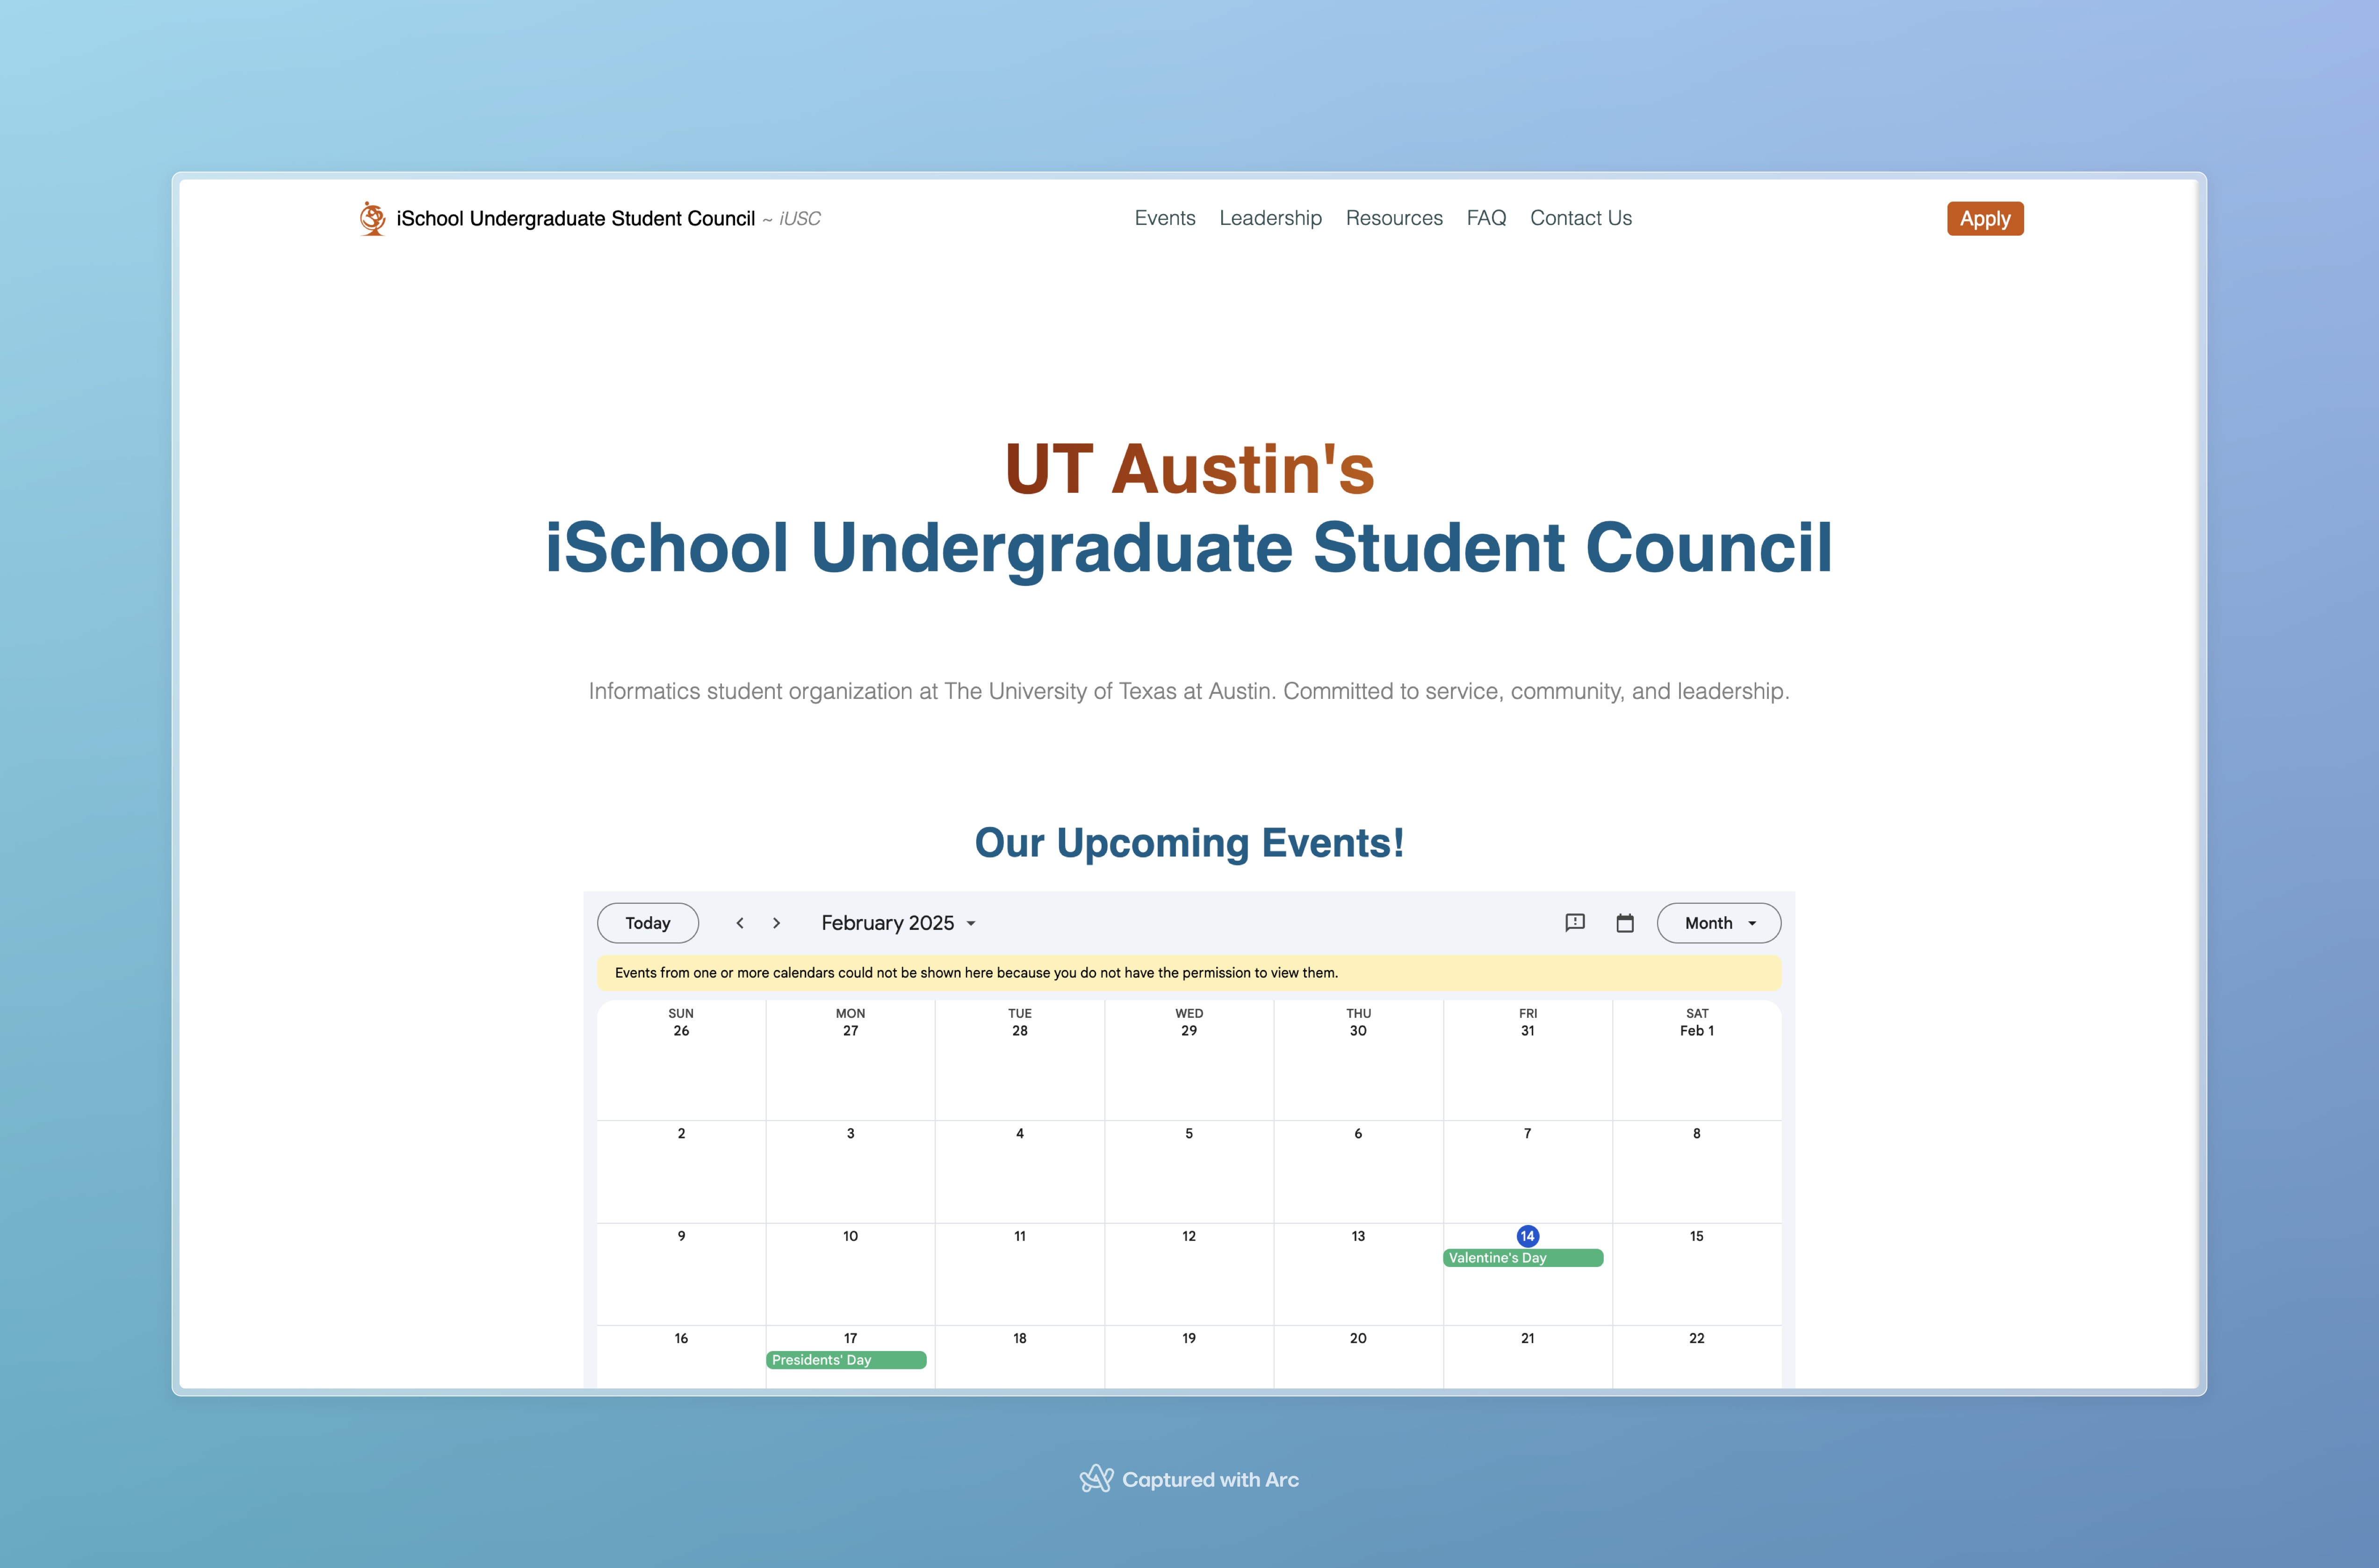 iSchool Undergraduate Student Council ~ iUSC
Events Leadership Resources FAQ Contact Us
Apply
UT Austin's
iSchool Undergraduate Student Council
Informatics student organization at The University of Texas at Austin. Committed to service, community, and leadership.
Our Upcoming Events!
Today February 2025 Month
Events from one or more calendars could not be shown here because you do not have the permission to view them.
SUN MON TUE WED THU FRI SAT
26 27 28 29 30 31 Feb 1
2 3 4 5 6 7 8
9 10 11 12 13 14 15
Valentine's Day
16 17 18 19 20 21 22
Presidents' Day
Captured with Arc